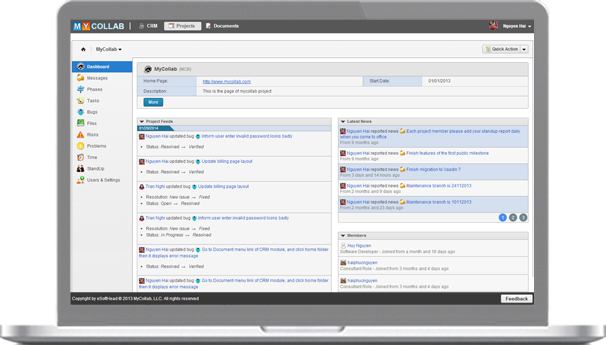 MYCOLLAB CRM Projects Documents Nguyen Hai
MyCollab Quick Action
Dashboard
Messages
Phases
Tasks
Bugs
Files
Risks
Problems
Time
StandUp
Users & Settings
MyCollab (MCB)
Home Page: http://www.mycollab.com Start Date: 01/01/2013
Description: This is the page of mycollab project
More
Project Feeds
01/20/2014
Nguyen Hai updated bug Inform user enter invalid password looks badly
Status: Resolved → Verified
Nguyen Hai updated bug Update billing page layout
Status: Resolved → Verified
Tran Nghi updated bug Update billing page layout
Resolution: New issue → Fixed
Status: Open → Resolved
Tran Nghi updated bug Inform user enter invalid password looks badly
Resolution: New issue → Fixed
Status: In Progress → Resolved
Nguyen Hai updated bug Go to Document menu link of CRM module, and click home folder
then it displays error message
Status: Resolved → Verified
Nguyen Hai updated bug Go to Document menu link of CRM module, and click home folder
then it displays error message
Latest News
Nguyen Hai reported news Each project member please add your standup report daily
when you come to office
From 9 months ago
Nguyen Hai reported news Finish features of the first public milestone
From 9 months ago
Nguyen Hai reported news Finish migration to Vaadin 7
From 3 days and 14 hours ago
Nguyen Hai reported news Maintenance branch is 24112013
From 2 months and 9 days ago
Nguyen Hai reported news Maintenance branch is 10112013
From 2 months and 23 days ago
1 2 3
Members
Huy Nguyen
Software Developer - Joined from a month and 18 days ago
haiphucnguyen
Consultant Role - Joined from 3 months and 4 days ago
haiphucnguyen
Consultant Role - Joined from 3 months and 4 days ago
Copyright by eSoftHead © 2013 MyCollab, LLC. All rights reserved Feedback